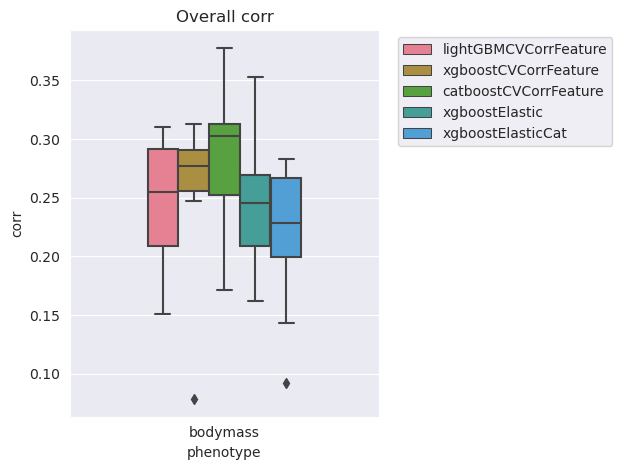 Overall corr
lightGBMCVCorrFeature
xgboostCVCorrFeature
catboostCVCorrFeature
xgboostElastic
xgboostElasticCat
0.35
0.30
0.25
0.20
0.15
0.10
corr
bodymass
phenotype